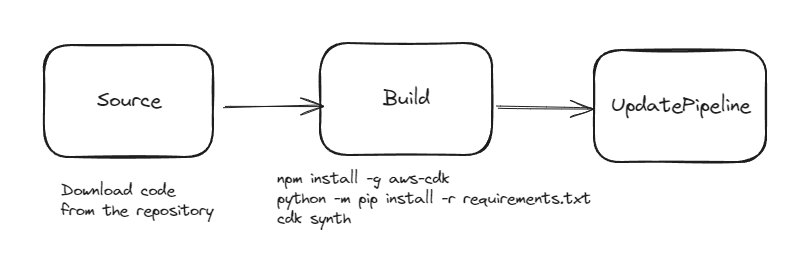 Source
Build
UpdatePipeline
Download code
from the repository
npm install -g aws-cdk
python -m pip install -r requirements.txt
cdk synth